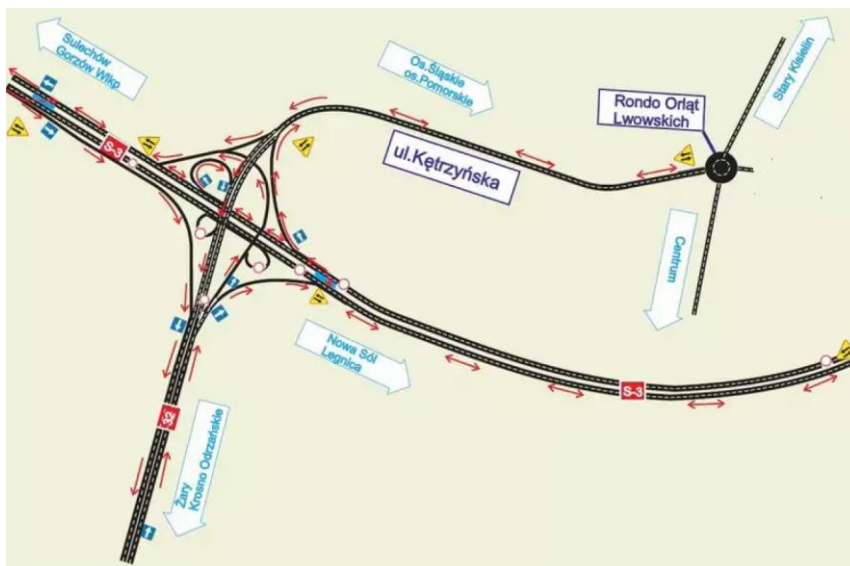 Sulechów
Gorzów Wlkp
Os.Śląskie
os.Pomorskie
Stary Kisielin
Rondo Orląt
Lwowskich
S-3
ul.Kętrzyńska
Centrum
Nowa Sól
Legnica
S-3
32
Żary
Krosno Odrzańskie